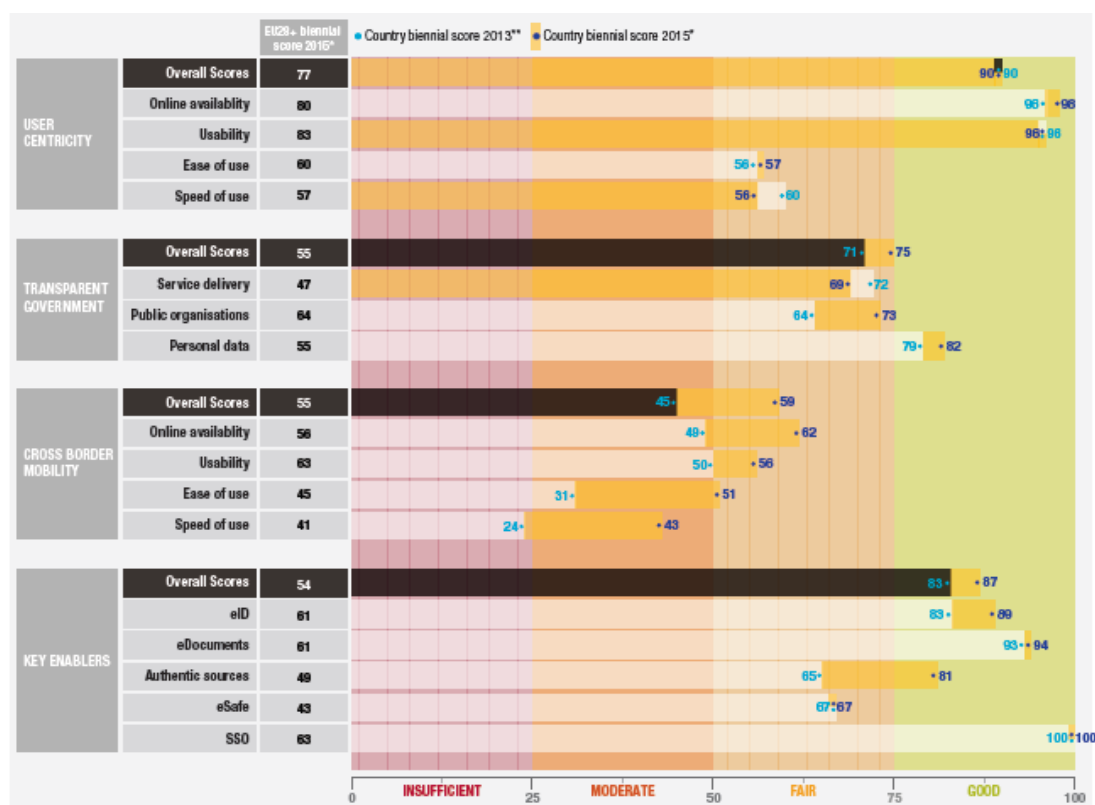 EU28+ biennial
score 2015*
Country biennial score 2013** Country biennial score 2015*
USER
CENTRICITY
Overall Scores 77 90 90
Online availablity 80 96 98
Usability 83 96 96
Ease of use 60 56 57
Speed of use 57 56 60
TRANSPARENT
GOVERNMENT
Overall Scores 55 71 75
Service delivery 47 69 72
Public organisations 64 64 73
Personal data 55 79 82
CROSS BORDER
MOBILITY
Overall Scores 55 45 59
Online availablity 56 49 62
Usability 63 50 56
Ease of use 45 31 51
Speed of use 41 24 43
KEY ENABLERS
Overall Scores 54 83 87
eID 61 83 89
eDocuments 61 93 94
Authentic sources 49 65 81
eSafe 43 67 67
SSO 63 100 100
0 INSUFFICIENT 25 MODERATE 50 FAIR 75 GOOD 100